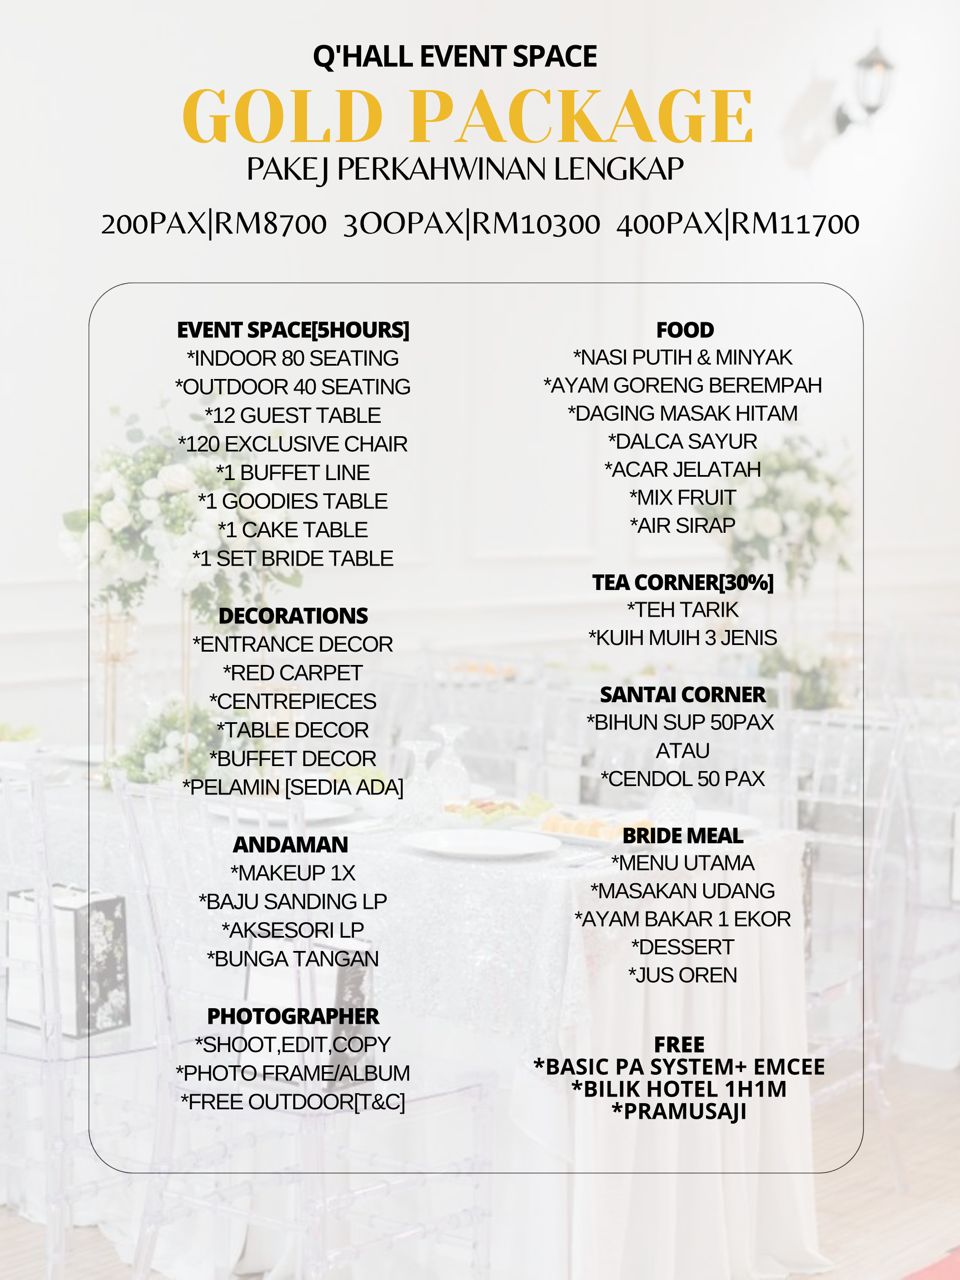 Q'HALL EVENT SPACE
GOLD PACKAGE
PAKEJ PERKAHWINAN LENGKAP
200PAX|RM8700 3OOPAX|RM10300 400PAX|RM11700
EVENT SPACE[5HOURS]
*INDOOR 80 SEATING
*OUTDOOR 40 SEATING
*12 GUEST TABLE
*120 EXCLUSIVE CHAIR
*1 BUFFET LINE
*1 GOODIES TABLE
*1 CAKE TABLE
*1 SET BRIDE TABLE
DECORATIONS
*ENTRANCE DECOR
*RED CARPET
*CENTREPIECES
*TABLE DECOR
*BUFFET DECOR
*PELAMIN [SEDIA ADA]
ANDAMAN
*MAKEUP 1X
*BAJU SANDING LP
*AKSESORI LP
*BUNGA TANGAN
PHOTOGRAPHER
*SHOOT,EDIT,COPY
*PHOTO FRAME/ALBUM
*FREE OUTDOOR[T&C]
FOOD
*NASI PUTIH & MINYAK
*AYAM GORENG BEREMPAH
*DAGING MASAK HITAM
*DALCA SAYUR
*ACAR JELATAH
*MIX FRUIT
*AIR SIRAP
TEA CORNER[30%]
*TEH TARIK
*KUIH MUIH 3 JENIS
SANTAI CORNER
*BIHUN SUP 50PAX
ATAU
*CENDOL 50 PAX
BRIDE MEAL
*MENU UTAMA
*MASAKAN UDANG
*AYAM BAKAR 1 EKOR
*DESSERT
*JUS OREN
FREE
*BASIC PA SYSTEM+ EMCEE
*BILIK HOTEL 1H1M
*PRAMUSAJI